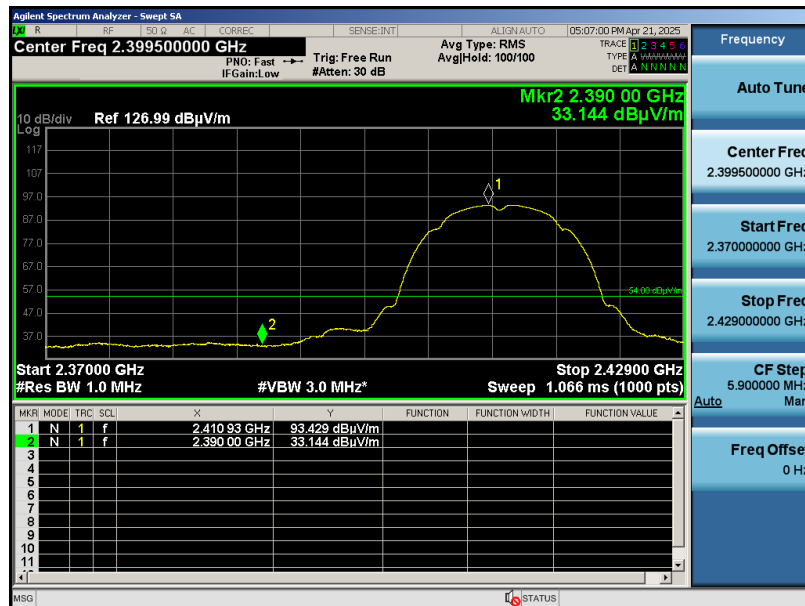 Agilent Spectrum Analyzer - Swept SA
LXI R RF 50 Ω AC CORREC SENSE:INT ALIGN AUTO 05:07:00 PM Apr 21, 2025
Center Freq 2.399500000 GHz
PNO: Fast
IFGain:Low
Trig: Free Run
#Atten: 30 dB
Avg Type: RMS
Avg|Hold: 100/100
TRACE 1 2 3 4 5 6
TYPE A WWWWW
DET A N N N N N
Mkr2 2.390 00 GHz
33.144 dBµV/m
10 dB/div Ref 126.99 dBµV/m
Log
117
107
97.0
87.0
77.0
67.0
57.0
47.0
37.0
1
2
54.00 dBµV/m
Start 2.37000 GHz Stop 2.42900 GHz
#Res BW 1.0 MHz #VBW 3.0 MHz* Sweep 1.066 ms (1000 pts)
MKR MODE TRC SCL X Y FUNCTION FUNCTION WIDTH FUNCTION VALUE
1 N 1 f 2.410 93 GHz 93.429 dBµV/m
2 N 1 f 2.390 00 GHz 33.144 dBµV/m
3
4
5
6
7
8
9
10
11
MSG STATUS
Frequency
Auto Tune
Center Freq
2.399500000 GHz
Start Freq
2.370000000 GHz
Stop Freq
2.429000000 GHz
CF Step
5.900000 MHz
Auto Man
Freq Offset
0 Hz